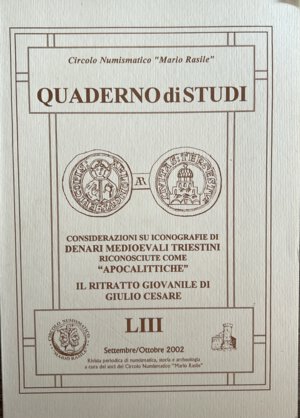 Circolo Numismatico "Mario Rasile"
QUADERNO di STUDI
AR
CONSIDERAZIONI SU ICONOGRAFIE DI
DENARI MEDIOEVALI TRIESTINI
RICONOSCIUTE COME
"APOCALITTICHE"
IL RITRATTO GIOVANILE DI
GIULIO CESARE
LIII
Settembre/Ottobre 2002
Rivista periodica di numismatica, storia e archeologia
a cura dei soci del Circolo Numismatico "Mario Rasile"